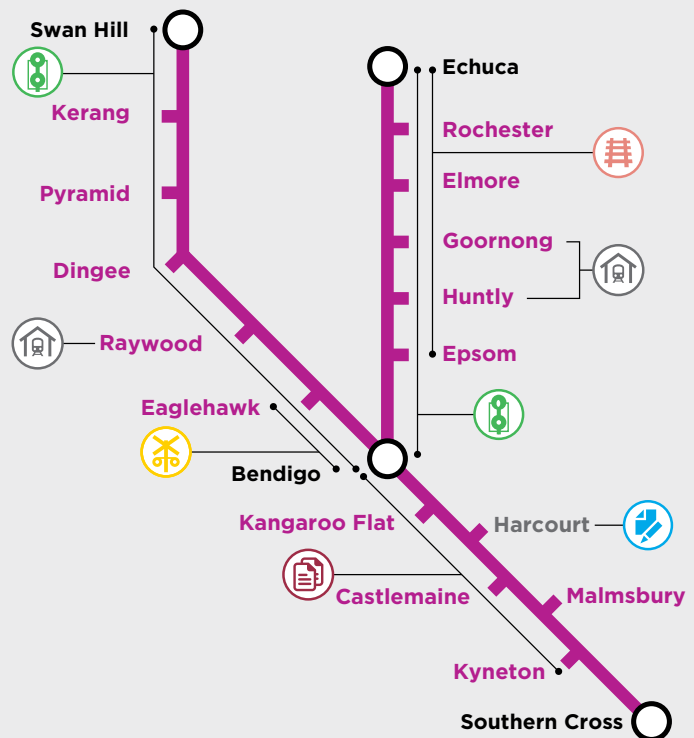 Swan Hill
Echuca
Kerang
Rochester
Pyramid
Elmore
Goornong
Dingee
Huntly
Raywood
Epsom
Eaglehawk
Bendigo
Kangaroo Flat
Harcourt
Castlemaine
Malmsbury
Kyneton
Southern Cross